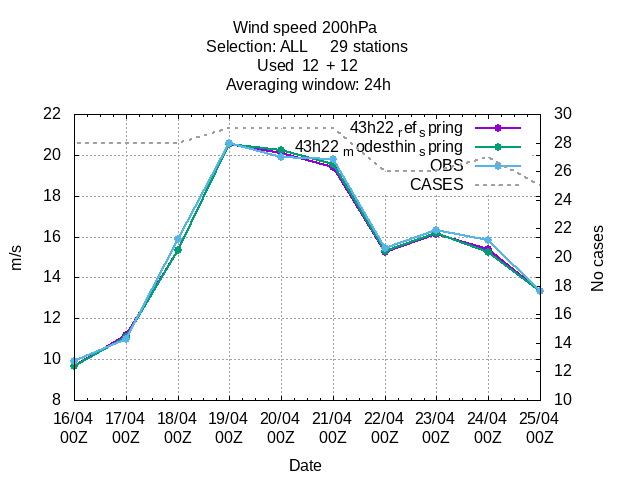 Wind speed 200hPa
Selection: ALL 29 stations
Used 12 + 12
Averaging window: 24h
m/s
22
20
18
16
14
12
10
8
30
28
26
24
22
20
18
16
14
12
10
No cases
43h22 ref spring
43h22 modesthin spring
OBS
CASES
16/04 17/04 18/04 19/04 20/04 21/04 22/04 23/04 24/04 25/04
00Z 00Z 00Z 00Z 00Z 00Z 00Z 00Z 00Z 00Z
Date